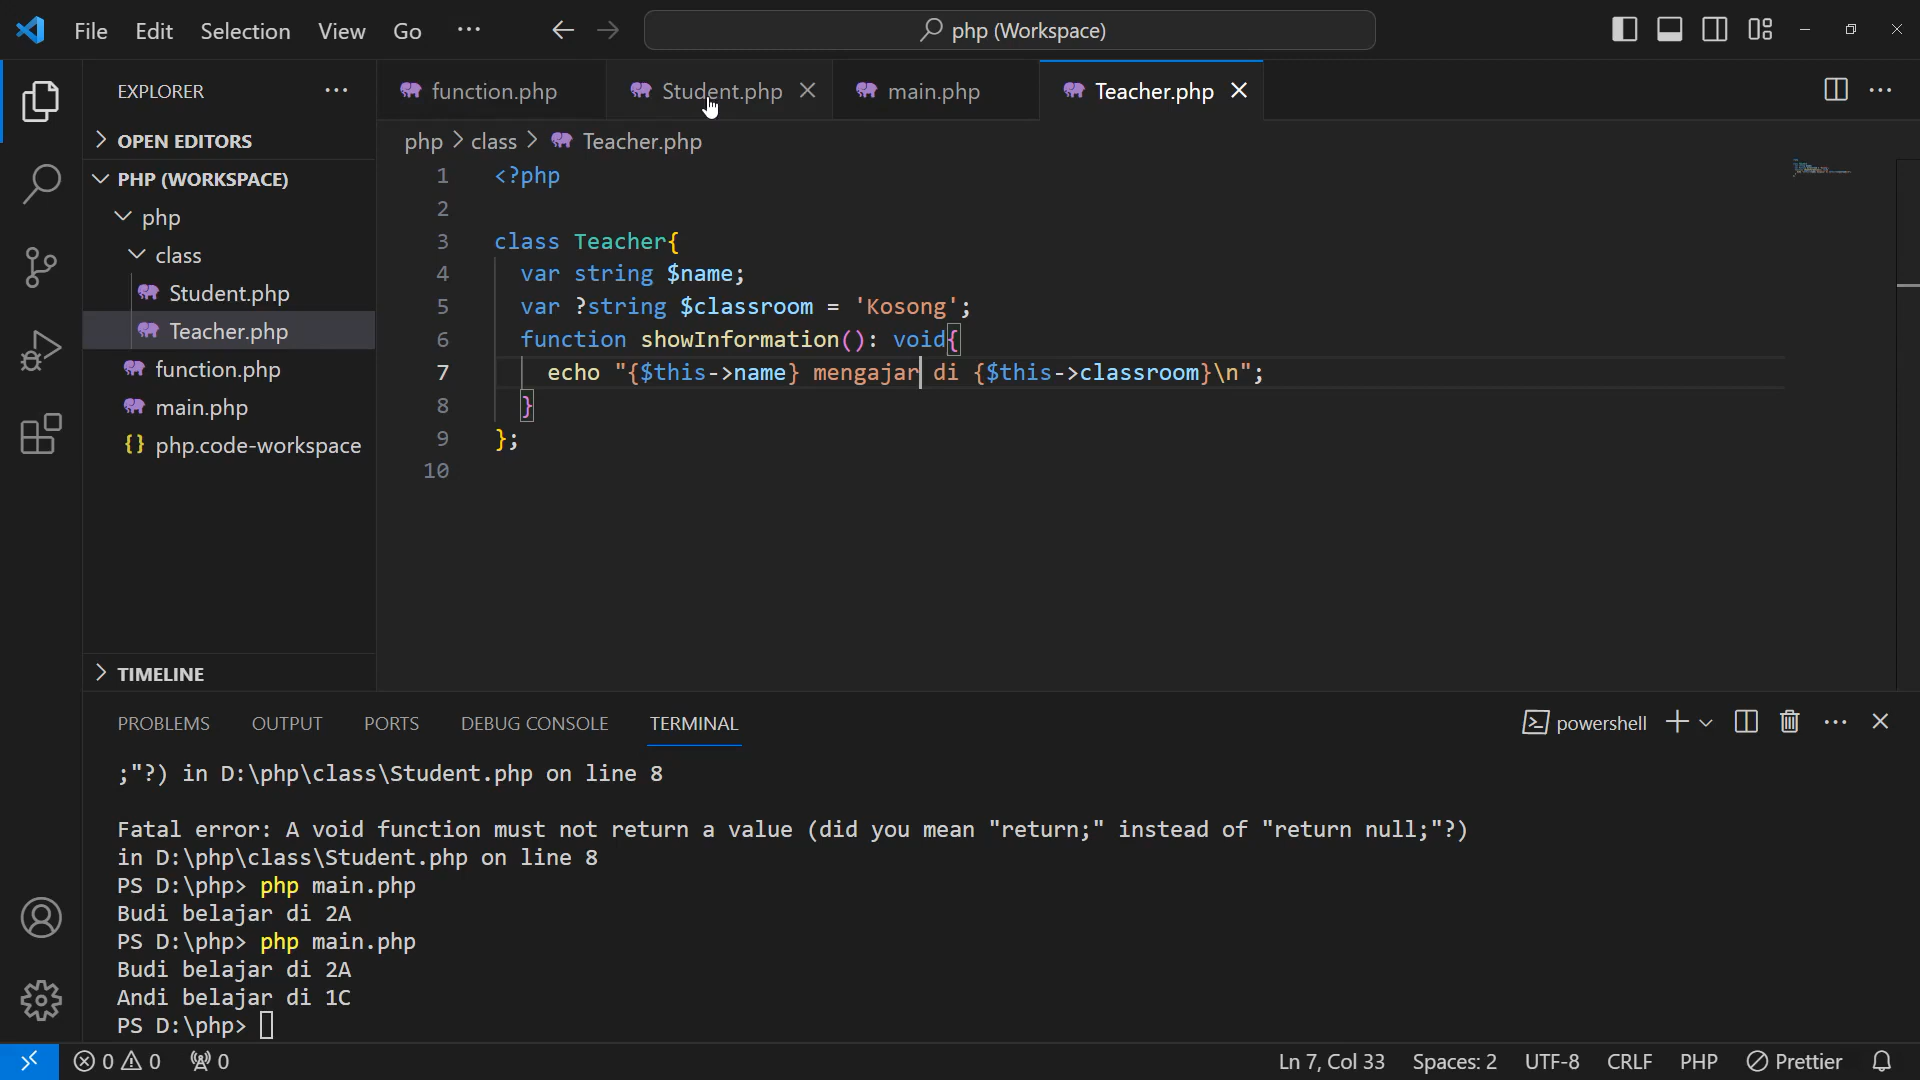 File Edit Selection View Go ··· php (Workspace)
EXPLORER ···
OPEN EDITORS
PHP (WORKSPACE)
php
class
Student.php
Teacher.php
function.php
main.php
{} php.code-workspace
TIMELINE
function.php Student.php main.php Teacher.php ···
php > class > Teacher.php
1 <?php
2
3 class Teacher{
4 var string $name;
5 var ?string $classroom = 'Kosong';
6 function showInformation(): void{
7 echo "{$this->name} mengajar di {$this->classroom}\n";
8 }
9 };
10
PROBLEMS OUTPUT PORTS DEBUG CONSOLE TERMINAL powershell ···
;"?) in D:\php\class\Student.php on line 8
Fatal error: A void function must not return a value (did you mean "return;" instead of "return null;"?)
in D:\php\class\Student.php on line 8
PS D:\php> php main.php
Budi belajar di 2A
PS D:\php> php main.php
Budi belajar di 2A
Andi belajar di 1C
PS D:\php>
0 0 0 Ln 7, Col 33 Spaces: 2 UTF-8 CRLF PHP Prettier